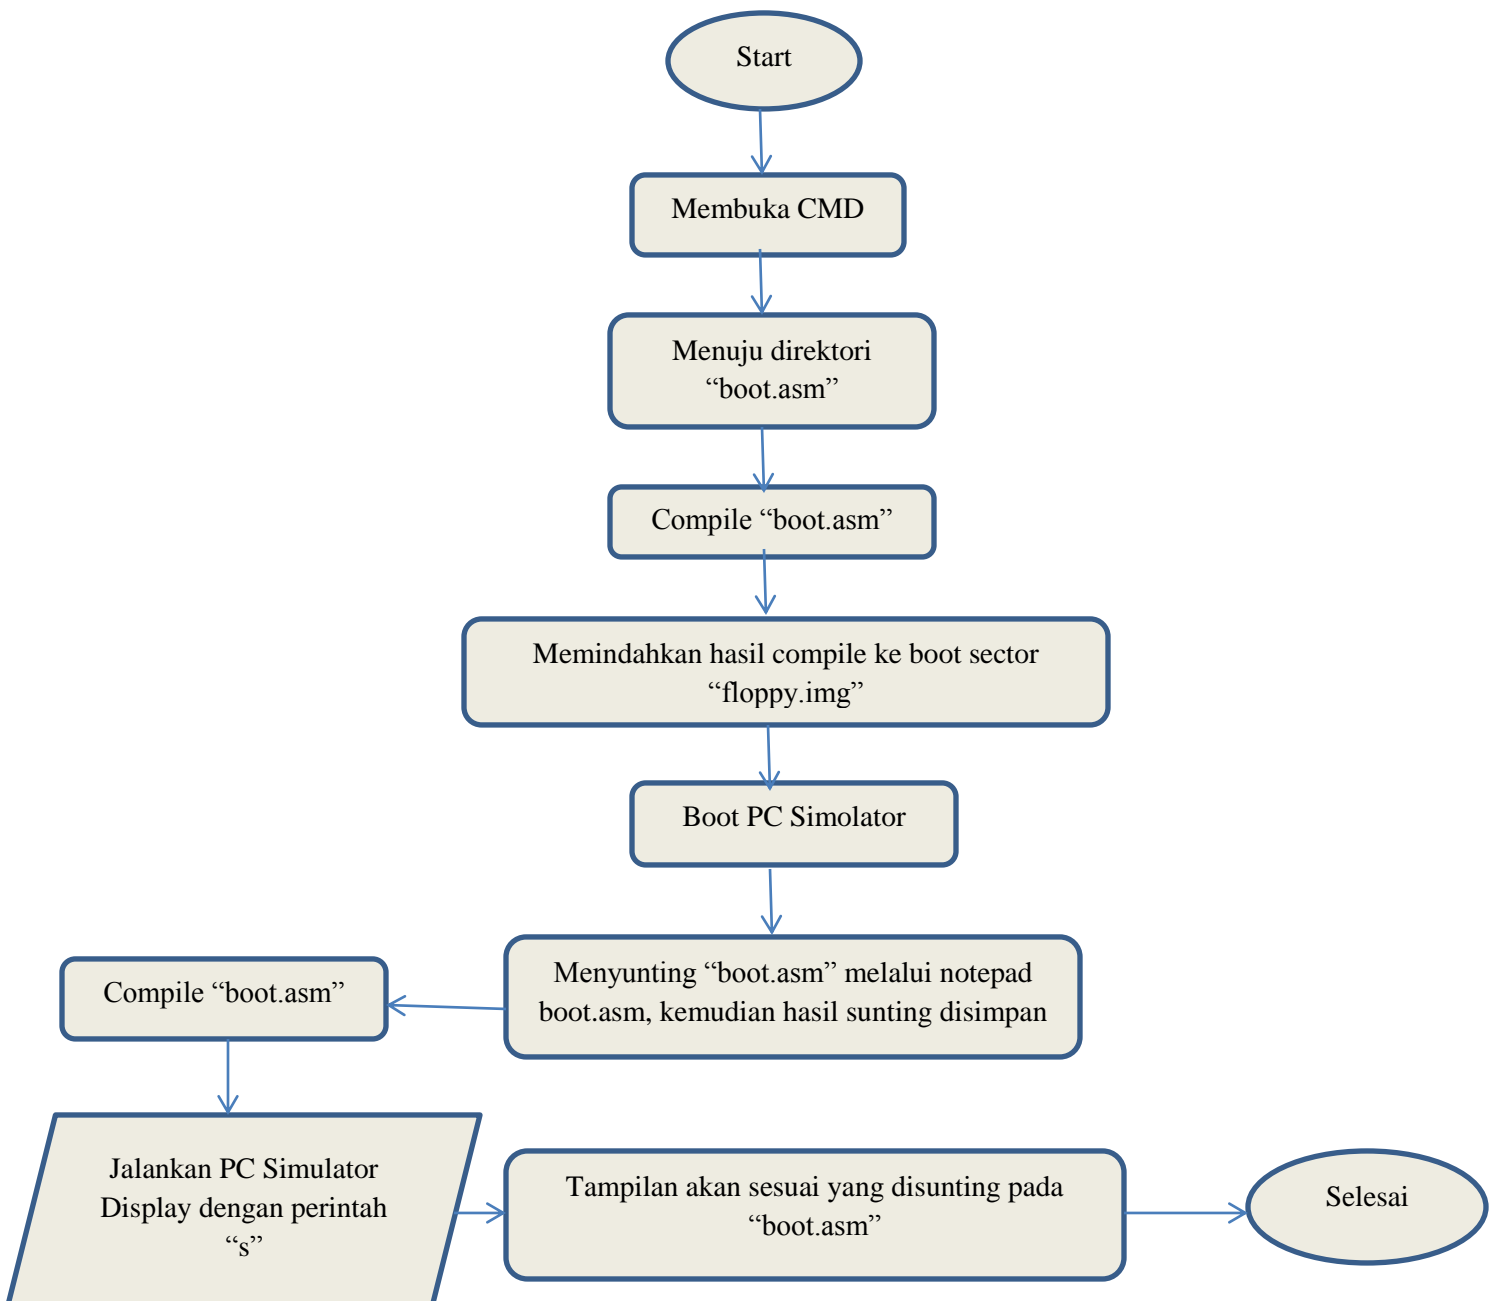 Start
Membuka CMD
Menuju direktori
“boot.asm”
Compile “boot.asm”
Memindahkan hasil compile ke boot sector
“floppy.img”
Boot PC Simolator
Menyunting “boot.asm” melalui notepad
boot.asm, kemudian hasil sunting disimpan
Compile “boot.asm”
Jalankan PC Simulator
Display dengan perintah
“s”
Tampilan akan sesuai yang disunting pada
“boot.asm”
Selesai